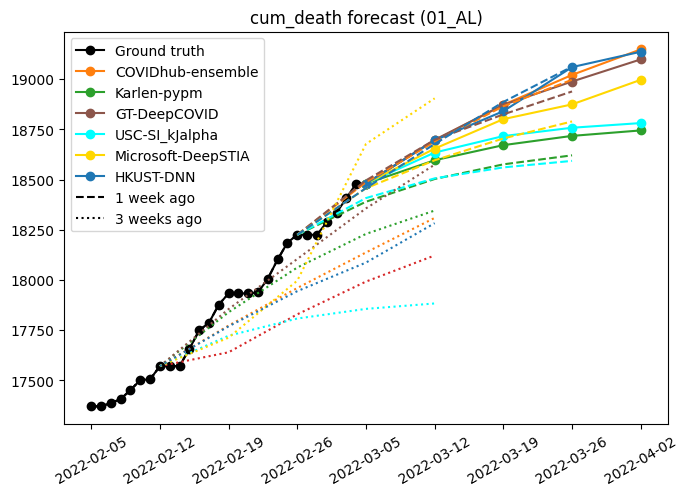 cum_death forecast (01_AL)
Ground truth
COVIDhub-ensemble
Karlen-pypm
GT-DeepCOVID
USC-SI_kJalpha
Microsoft-DeepSTIA
HKUST-DNN
1 week ago
3 weeks ago
19000
18750
18500
18250
18000
17750
17500
2022-02-05
2022-02-12
2022-02-19
2022-02-26
2022-03-05
2022-03-12
2022-03-19
2022-03-26
2022-04-02